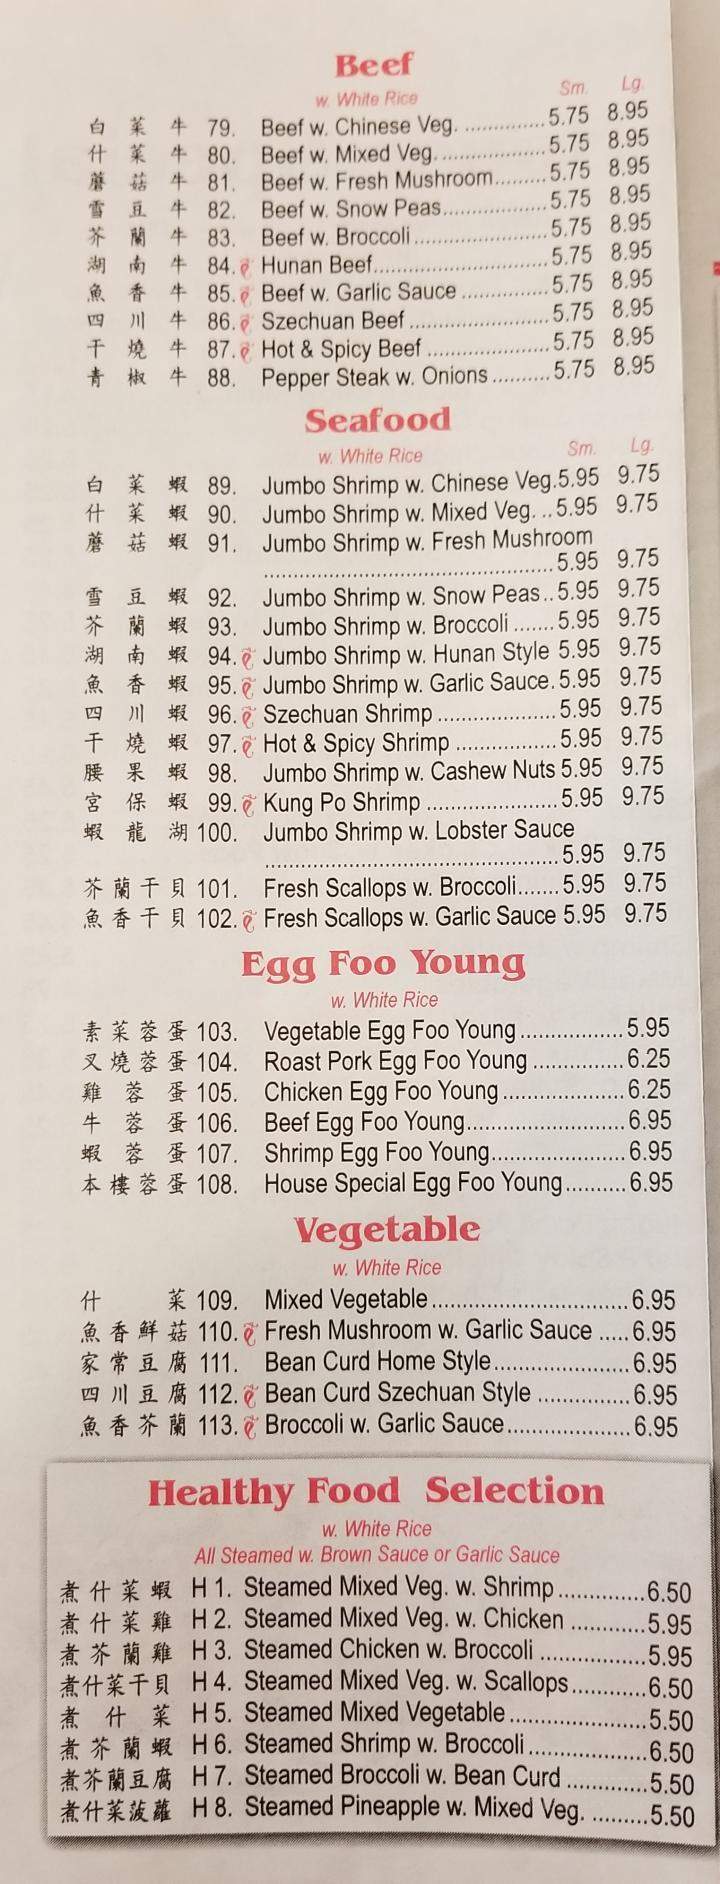 Beef
w. White Rice Sm. Lg.
白菜牛 79. Beef w. Chinese Veg. ............... 5.75 8.95
什菜牛 80. Beef w. Mixed Veg. ................... 5.75 8.95
蘑菇牛 81. Beef w. Fresh Mushroom ......... 5.75 8.95
雪豆牛 82. Beef w. Snow Peas ................... 5.75 8.95
芥蘭牛 83. Beef w. Broccoli ........................ 5.75 8.95
湖南牛 84. Hunan Beef .............................. 5.75 8.95
魚香牛 85. Beef w. Garlic Sauce ............... 5.75 8.95
四川牛 86. Szechuan Beef ........................ 5.75 8.95
干燒牛 87. Hot & Spicy Beef ..................... 5.75 8.95
青椒牛 88. Pepper Steak w. Onions .......... 5.75 8.95
Seafood
w. White Rice Sm. Lg.
白菜蝦 89. Jumbo Shrimp w. Chinese Veg. 5.95 9.75
什菜蝦 90. Jumbo Shrimp w. Mixed Veg. .. 5.95 9.75
蘑菇蝦 91. Jumbo Shrimp w. Fresh Mushroom
................................................. 5.95 9.75
雪豆蝦 92. Jumbo Shrimp w. Snow Peas .. 5.95 9.75
芥蘭蝦 93. Jumbo Shrimp w. Broccoli ....... 5.95 9.75
湖南蝦 94. Jumbo Shrimp w. Hunan Style 5.95 9.75
魚香蝦 95. Jumbo Shrimp w. Garlic Sauce. 5.95 9.75
四川蝦 96. Szechuan Shrimp .................... 5.95 9.75
干燒蝦 97. Hot & Spicy Shrimp ................. 5.95 9.75
腰果蝦 98. Jumbo Shrimp w. Cashew Nuts 5.95 9.75
宮保蝦 99. Kung Po Shrimp ...................... 5.95 9.75
蝦龍湖 100. Jumbo Shrimp w. Lobster Sauce
................................................. 5.95 9.75
芥蘭干貝 101. Fresh Scallops w. Broccoli ....... 5.95 9.75
魚香干貝 102. Fresh Scallops w. Garlic Sauce 5.95 9.75
Egg Foo Young
w. White Rice
素菜蓉蛋 103. Vegetable Egg Foo Young ................. 5.95
叉燒蓉蛋 104. Roast Pork Egg Foo Young ............... 6.25
雞蓉蛋 105. Chicken Egg Foo Young .................... 6.25
牛蓉蛋 106. Beef Egg Foo Young .......................... 6.95
蝦蓉蛋 107. Shrimp Egg Foo Young ...................... 6.95
本樓蓉蛋 108. House Special Egg Foo Young .......... 6.95
Vegetable
w. White Rice
什菜 109. Mixed Vegetable ................................. 6.95
魚香鮮菇 110. Fresh Mushroom w. Garlic Sauce ..... 6.95
家常豆腐 111. Bean Curd Home Style ...................... 6.95
四川豆腐 112. Bean Curd Szechuan Style ............... 6.95
魚香芥蘭 113. Broccoli w. Garlic Sauce .................... 6.95
Healthy Food Selection
w. White Rice
All Steamed w. Brown Sauce or Garlic Sauce
煮什菜蝦 H 1. Steamed Mixed Veg. w. Shrimp .............. 6.50
煮什菜雞 H 2. Steamed Mixed Veg. w. Chicken ............ 5.95
煮芥蘭雞 H 3. Steamed Chicken w. Broccoli ................. 5.95
煮什菜干貝 H 4. Steamed Mixed Veg. w. Scallops ............ 6.50
煮什菜 H 5. Steamed Mixed Vegetable ...................... 5.50
煮芥蘭蝦 H 6. Steamed Shrimp w. Broccoli ................... 6.50
煮芥蘭豆腐 H 7. Steamed Broccoli w. Bean Curd ............. 5.50
煮什菜菠蘿 H 8. Steamed Pineapple w. Mixed Veg. ......... 5.50